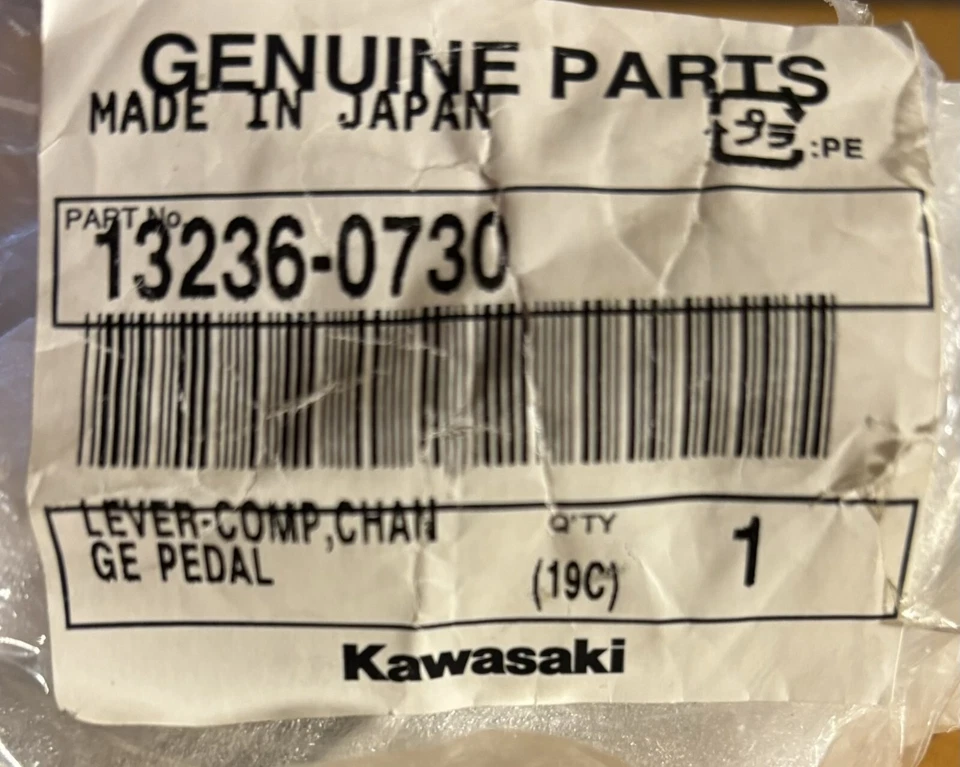 GENUINE PARTS
MADE IN JAPAN
プラ :PE
PART No.
13236-0730
LEVER-COMP,CHAN
GE PEDAL
Q'TY
(19C)
1
Kawasaki